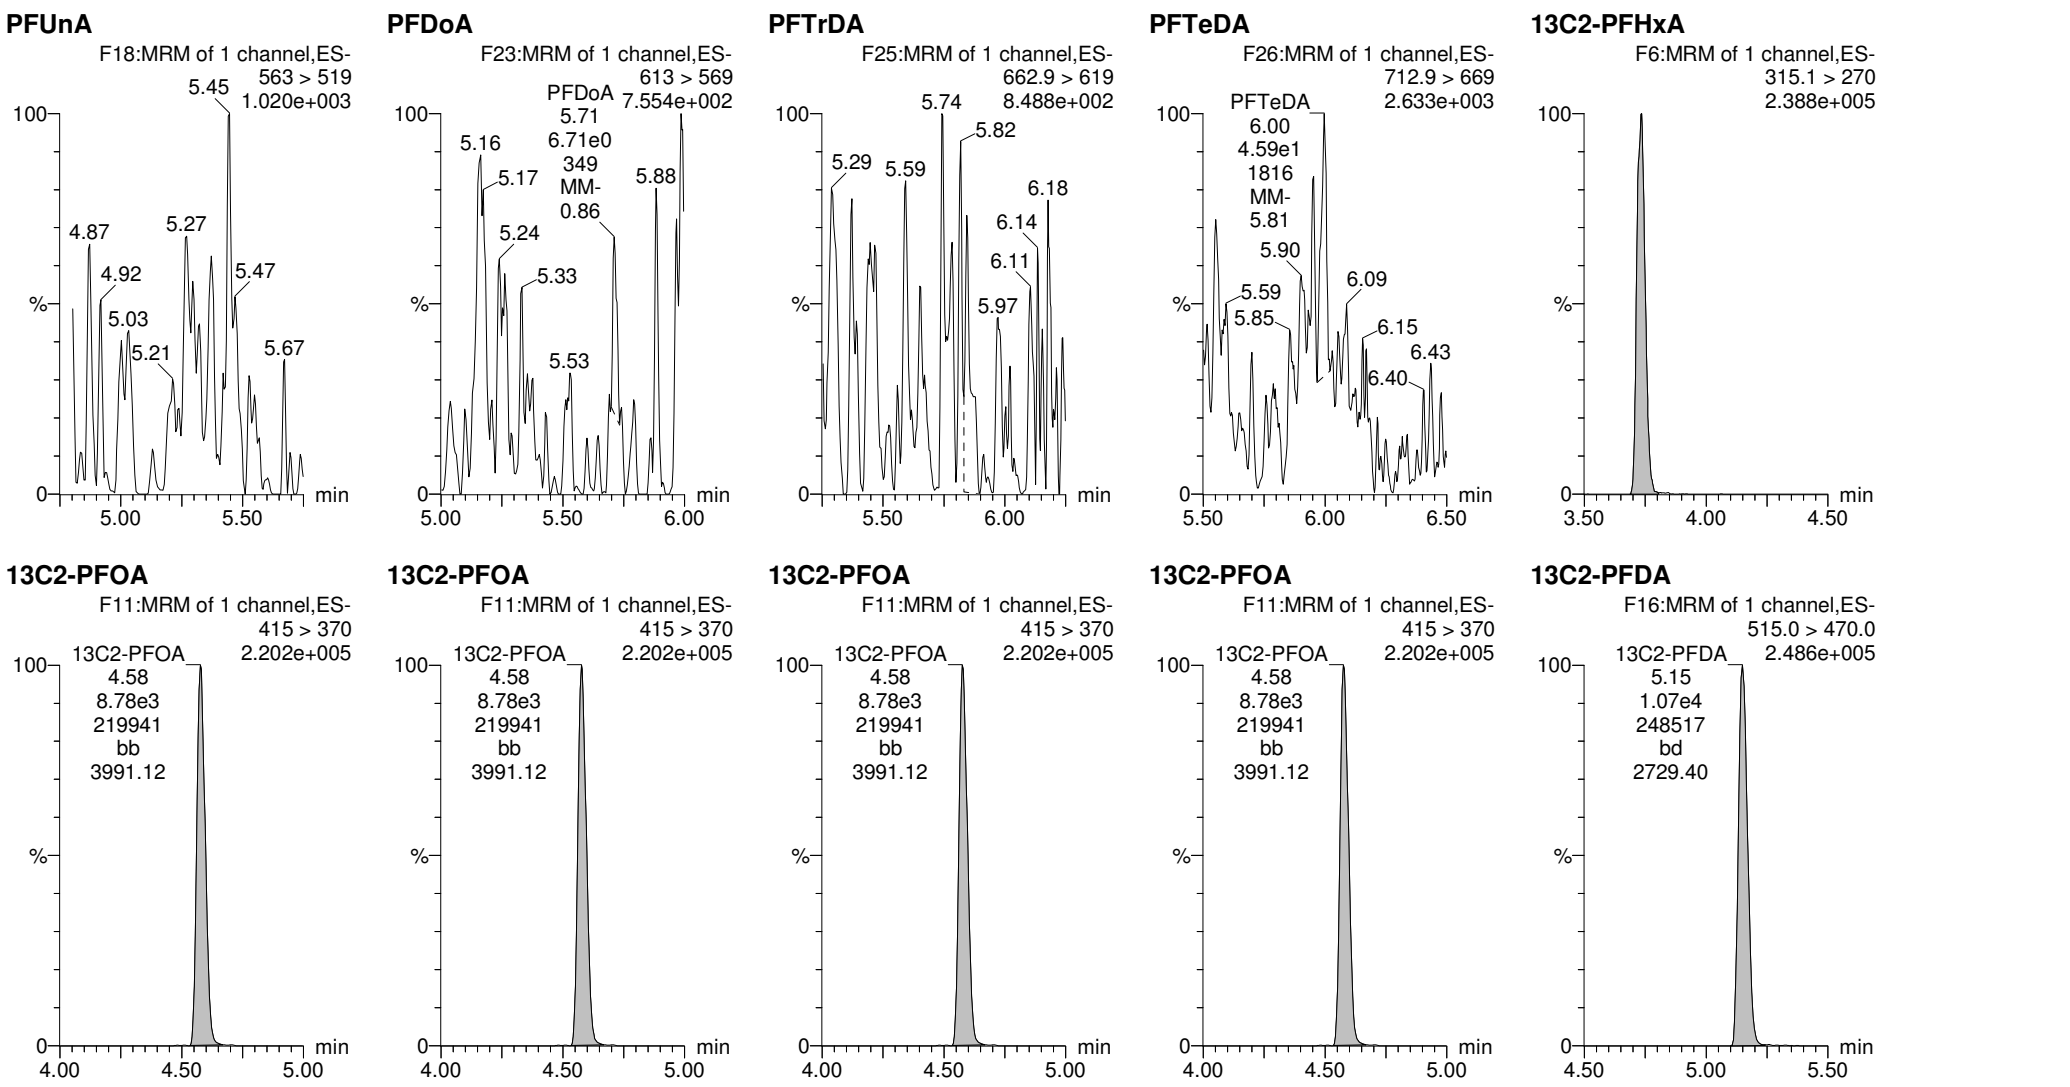 PFUnA
F18:MRM of 1 channel,ES-
563 > 519
1.020e+003
5.45
100
5.27
4.87
4.92
5.47
%
5.03
5.21
5.67
0
min
5.00
5.50
PFDoA
F23:MRM of 1 channel,ES-
613 > 569
7.554e+002
PFDoA
5.71
6.71e0
349
MM-
0.86
100
5.16
5.17
5.88
5.24
5.33
%
5.53
0
min
5.00
5.50
6.00
PFTrDA
F25:MRM of 1 channel,ES-
662.9 > 619
8.488e+002
5.74
100
5.82
5.29
5.59
6.18
6.14
6.11
%
5.97
0
min
5.50
6.00
PFTeDA
F26:MRM of 1 channel,ES-
712.9 > 669
2.633e+003
PFTeDA
6.00
4.59e1
1816
MM-
5.81
100
5.90
6.09
5.59
%
5.85
6.15
6.43
6.40
0
min
5.50
6.00
6.50
13C2-PFHxA
F6:MRM of 1 channel,ES-
315.1 > 270
2.388e+005
100
%
0
min
3.50
4.00
4.50
13C2-PFOA
F11:MRM of 1 channel,ES-
415 > 370
2.202e+005
13C2-PFOA
4.58
8.78e3
219941
bb
3991.12
100
%
0
min
4.00
4.50
5.00
13C2-PFOA
F11:MRM of 1 channel,ES-
415 > 370
2.202e+005
13C2-PFOA
4.58
8.78e3
219941
bb
3991.12
100
%
0
min
4.00
4.50
5.00
13C2-PFOA
F11:MRM of 1 channel,ES-
415 > 370
2.202e+005
13C2-PFOA
4.58
8.78e3
219941
bb
3991.12
100
%
0
min
4.00
4.50
5.00
13C2-PFOA
F11:MRM of 1 channel,ES-
415 > 370
2.202e+005
13C2-PFOA
4.58
8.78e3
219941
bb
3991.12
100
%
0
min
4.00
4.50
5.00
13C2-PFDA
F16:MRM of 1 channel,ES-
515.0 > 470.0
2.486e+005
13C2-PFDA
5.15
1.07e4
248517
bd
2729.40
100
%
0
min
4.50
5.00
5.50